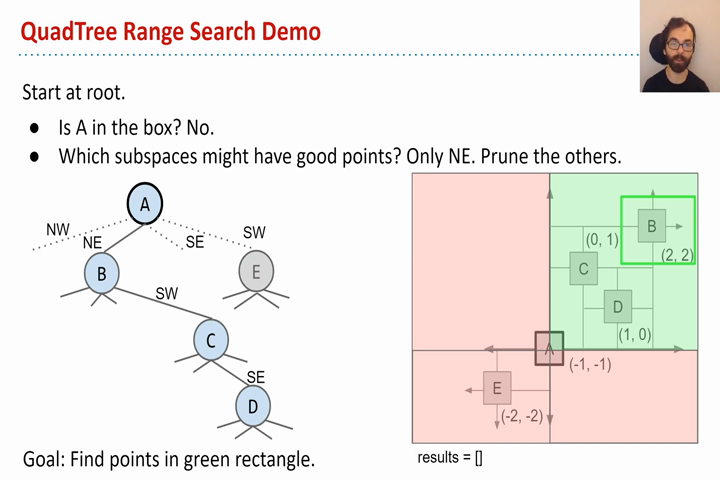 QuadTree Range Search Demo
Start at root.
● Is A in the box? No.
● Which subspaces might have good points? Only NE. Prune the others.
A
NW
NE
SE
SW
B
E
SW
C
SE
D
B
(0, 1)
(2, 2)
C
D
(1, 0)
A
(-1, -1)
E
(-2, -2)
Goal: Find points in green rectangle.
results = []